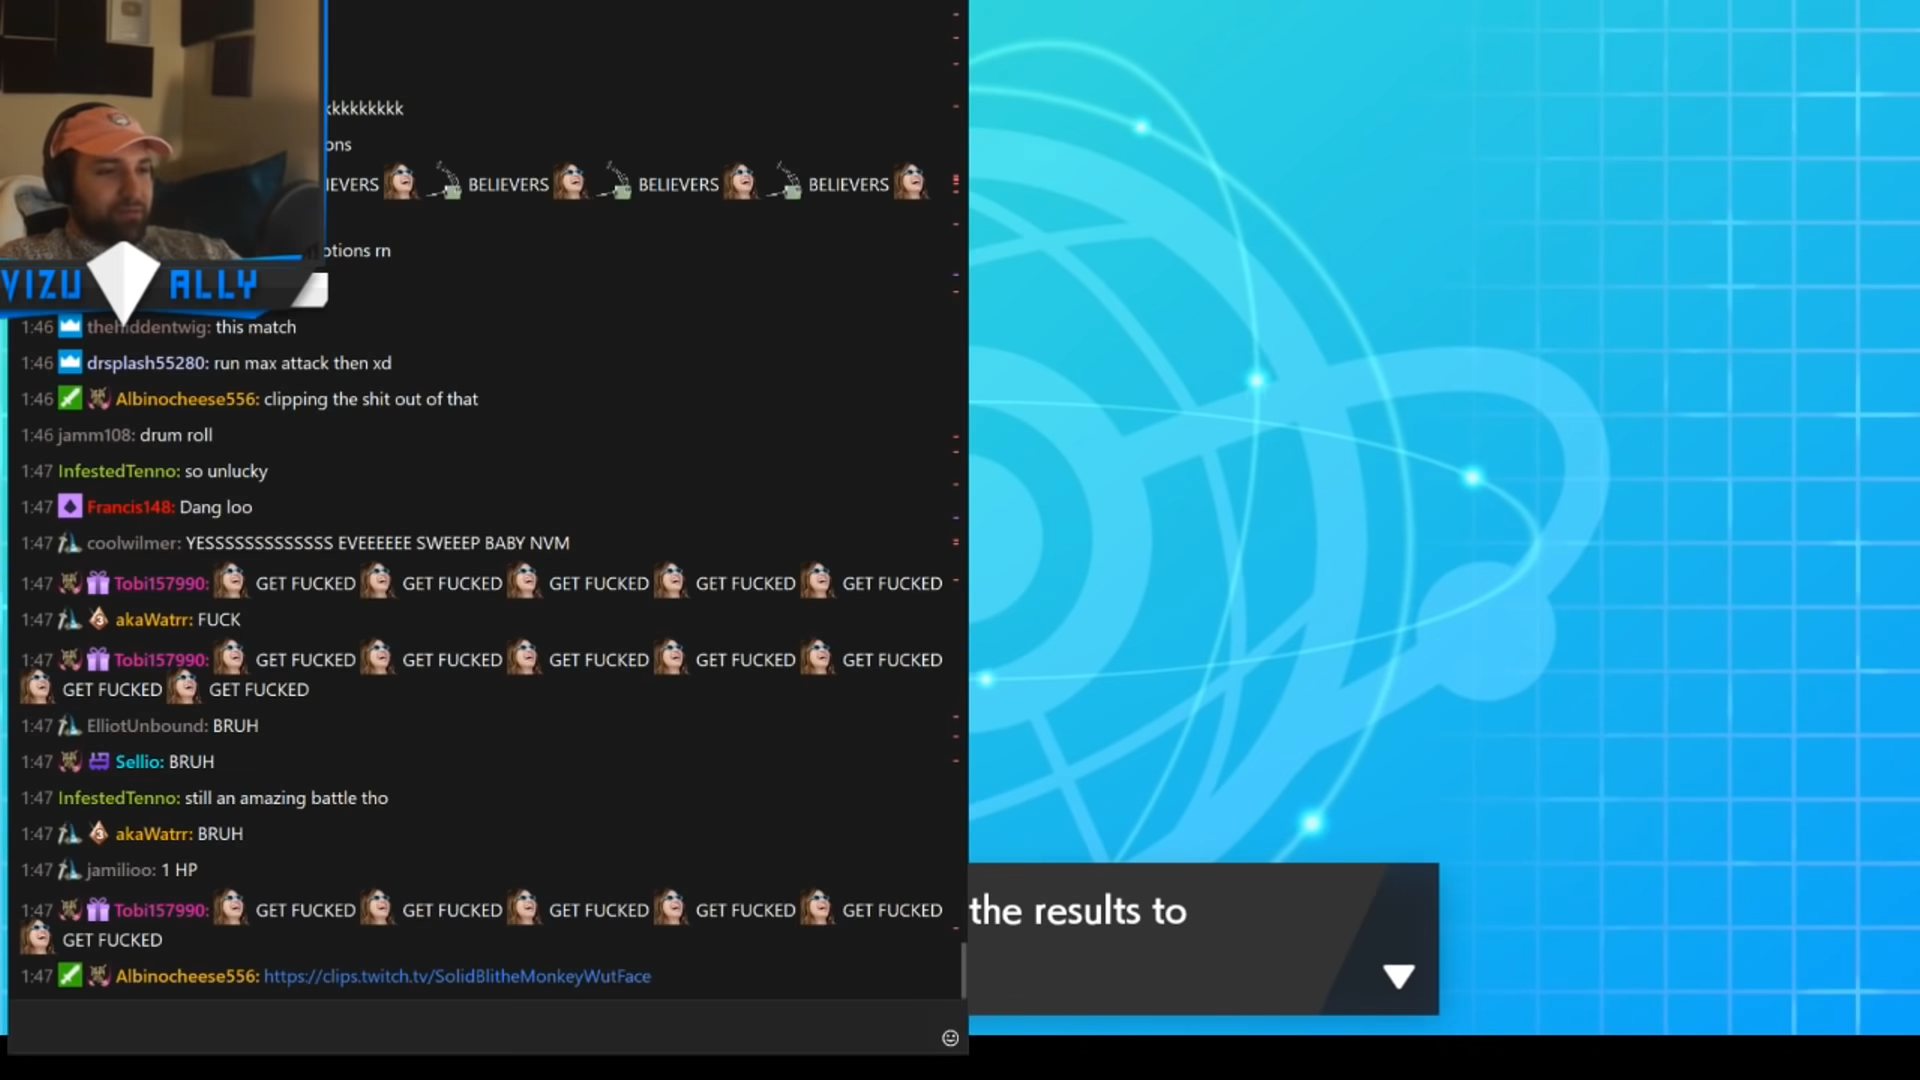 kkkkkkkkk
ons
IEVERS BELIEVERS BELIEVERS BELIEVERS
otions rn
VIZU ALLY
1:46 thehiddentwig: this match
1:46 drsplash55280: run max attack then xd
1:46 Albinocheese556: clipping the shit out of that
1:46 jamm108: drum roll
1:47 InfestedTenno: so unlucky
1:47 Francis148: Dang loo
1:47 coolwilmer: YESSSSSSSSSSSSS EVEEEEEE SWEEEP BABY NVM
1:47 Tobi157990: GET FUCKED GET FUCKED GET FUCKED GET FUCKED GET FUCKED
1:47 akaWatrr: FUCK
1:47 Tobi157990: GET FUCKED GET FUCKED GET FUCKED GET FUCKED GET FUCKED
GET FUCKED GET FUCKED
1:47 ElliotUnbound: BRUH
1:47 Sellio: BRUH
1:47 InfestedTenno: still an amazing battle tho
1:47 akaWatrr: BRUH
1:47 jamilioo: 1 HP
1:47 Tobi157990: GET FUCKED GET FUCKED GET FUCKED GET FUCKED GET FUCKED
GET FUCKED
1:47 Albinocheese556: https://clips.twitch.tv/SolidBlitheMonkeyWutFace
the results to